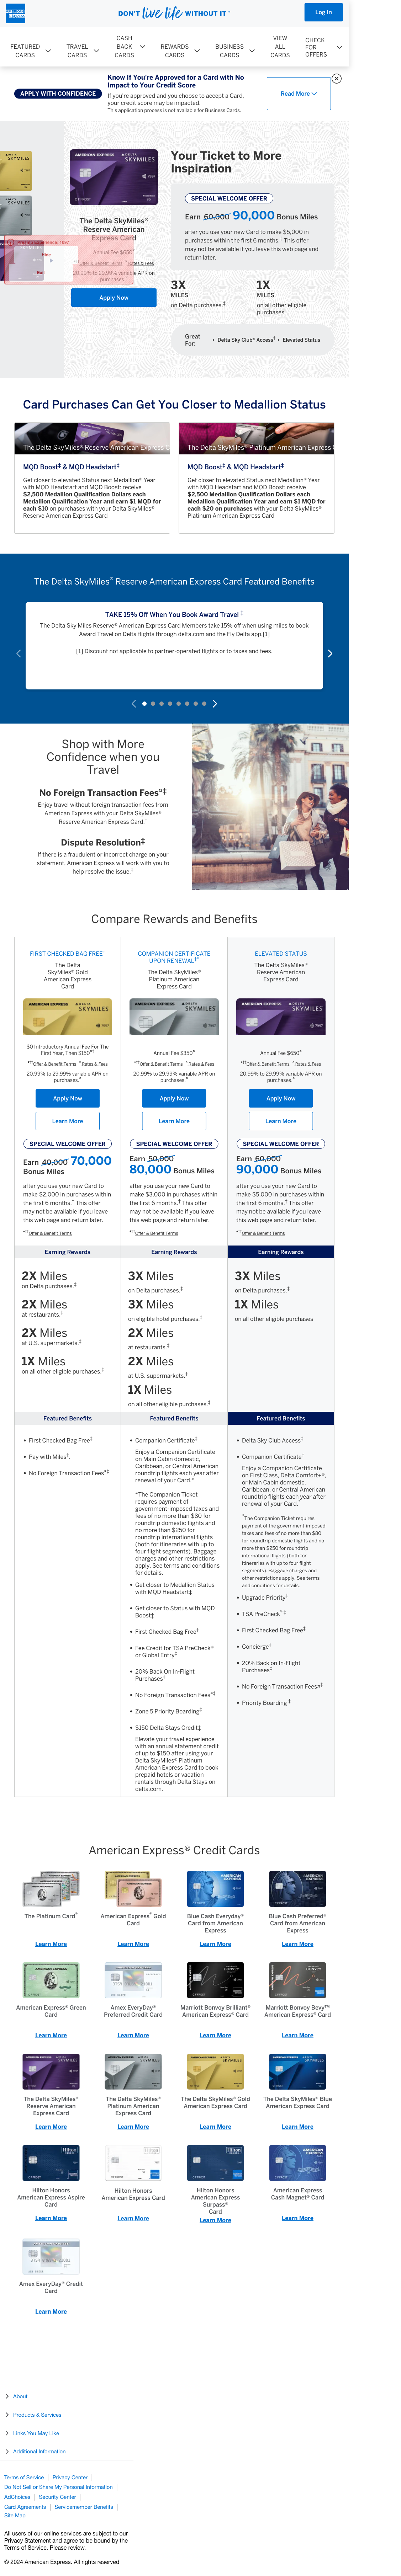 AMERICAN EXPRESS
DON'T live life WITHOUT IT™
Log In
FEATURED CARDS
TRAVEL CARDS
CASH BACK CARDS
REWARDS CARDS
BUSINESS CARDS
VIEW ALL CARDS
CHECK FOR OFFERS
APPLY WITH CONFIDENCE
Know If You're Approved for a Card with No
Impact to Your Credit Score
If you're approved and you choose to accept a Card,
your credit score may be impacted.
This application process is not available for Business Cards.
Read More
The Delta SkyMiles®
Reserve American
Express Card
Annual Fee $650
Offer & Benefit Terms
Rates & Fees
20.99% to 29.99% variable APR on
purchases.
Hide
Exit
Apply Now
Your Ticket to More
Inspiration
SPECIAL WELCOME OFFER
Earn 60,000 90,000 Bonus Miles
after you use your new Card to make $5,000 in
purchases within the first 6 months.‡ This offer
may not be available if you leave this web page and
return later.
3X
MILES
on Delta purchases.‡
1X
MILES
on all other eligible
purchases
Great
For:
• Delta Sky Club® Access‡ • Elevated Status
Card Purchases Can Get You Closer to Medallion Status
The Delta SkyMiles® Reserve American Express
MQD Boost‡ & MQD Headstart‡
Get closer to elevated Status next Medallion® Year
with MQD Headstart and MQD Boost: receive
$2,500 Medallion Qualification Dollars each
Medallion Qualification Year and earn $1 MQD for
each $10 on purchases with your Delta SkyMiles®
Reserve American Express Card
The Delta SkyMiles® Platinum American Express
MQD Boost‡ & MQD Headstart‡
Get closer to elevated Status next Medallion® Year
with MQD Headstart and MQD Boost: receive
$2,500 Medallion Qualification Dollars each
Medallion Qualification Year and earn $1 MQD for
each $20 on purchases with your Delta SkyMiles®
Platinum American Express Card
The Delta SkyMiles® Reserve American Express Card Featured Benefits
TAKE 15% Off When You Book Award Travel ‡
The Delta Sky Miles Reserve® American Express Card Members take 15% off when using miles to book
Award Travel on Delta flights through delta.com and the Fly Delta app.[1]
[1] Discount not applicable to partner-operated flights or to taxes and fees.
Shop with More
Confidence when you
Travel
No Foreign Transaction Fees¤‡
Enjoy travel without foreign transaction fees from
American Express with your Delta SkyMiles®
Reserve American Express Card.‡
Dispute Resolution‡
If there is a fraudulent or incorrect charge on your
statement, American Express will work with you to
help resolve the issue.‡
Compare Rewards and Benefits
FIRST CHECKED BAG FREE‡
The Delta
SkyMiles® Gold
American Express
Card
$0 Introductory Annual Fee For The
First Year, Then $150
Offer & Benefit Terms
Rates & Fees
20.99% to 29.99% variable APR on
purchases.
Apply Now
Learn More
SPECIAL WELCOME OFFER
Earn 40,000 70,000
Bonus Miles
after you use your new Card to
make $2,000 in purchases within
the first 6 months.‡ This offer
may not be available if you leave
this web page and return later.
Offer & Benefit Terms
COMPANION CERTIFICATE
UPON RENEWAL‡
The Delta SkyMiles®
Platinum American
Express Card
Annual Fee $350
Offer & Benefit Terms
Rates & Fees
20.99% to 29.99% variable APR on
purchases.
Apply Now
Learn More
SPECIAL WELCOME OFFER
Earn 50,000
80,000 Bonus Miles
after you use your new Card to
make $3,000 in purchases within
the first 6 months.‡ This offer
may not be available if you leave
this web page and return later.
Offer & Benefit Terms
ELEVATED STATUS
The Delta SkyMiles®
Reserve American
Express Card
Annual Fee $650
Offer & Benefit Terms
Rates & Fees
20.99% to 29.99% variable APR on
purchases.
Apply Now
Learn More
SPECIAL WELCOME OFFER
Earn 60,000
90,000 Bonus Miles
after you use your new Card to
make $5,000 in purchases within
the first 6 months.‡ This offer
may not be available if you leave
this web page and return later.
Offer & Benefit Terms
Earning Rewards
2X Miles
on Delta purchases.‡
2X Miles
at restaurants.‡
2X Miles
at U.S. supermarkets.‡
1X Miles
on all other eligible purchases.‡
Earning Rewards
3X Miles
on Delta purchases.‡
3X Miles
on eligible hotel purchases.‡
2X Miles
at restaurants.‡
2X Miles
at U.S. supermarkets.‡
1X Miles
on all other eligible purchases.‡
Earning Rewards
3X Miles
on Delta purchases.‡
1X Miles
on all other eligible purchases
Featured Benefits
• First Checked Bag Free‡
• Pay with Miles‡.
• No Foreign Transaction Fees¤‡
Featured Benefits
• Companion Certificate‡
Enjoy a Companion Certificate
on Main Cabin domestic,
Caribbean, or Central American
roundtrip flights each year after
renewal of your Card.*
*The Companion Ticket
requires payment of
government-imposed taxes and
fees of no more than $80 for
roundtrip domestic flights and
no more than $250 for
roundtrip international flights
(both for itineraries with up to
four flight segments). Baggage
charges and other restrictions
apply. See terms and conditions
for details.
• Get closer to Medallion Status
with MQD Headstart‡
• Get closer to Status with MQD
Boost‡
• First Checked Bag Free‡
• Fee Credit for TSA PreCheck®
or Global Entry‡
• 20% Back On In-Flight
Purchases‡
• No Foreign Transaction Fees¤‡
• Zone 5 Priority Boarding‡
• $150 Delta Stays Credit‡
Elevate your travel experience
with an annual statement credit
of up to $150 after using your
Delta SkyMiles® Platinum
American Express Card to book
prepaid hotels or vacation
rentals through Delta Stays on
delta.com.
Featured Benefits
• Delta Sky Club Access‡
• Companion Certificate‡
Enjoy a Companion Certificate
on First Class, Delta Comfort+®,
or Main Cabin domestic,
Caribbean, or Central American
roundtrip flights each year after
renewal of your Card.*
*The Companion Ticket requires
payment of the government-imposed
taxes and fees of no more than $80
for roundtrip domestic flights and no
more than $250 for roundtrip
international flights (both for
itineraries with up to four flight
segments). Baggage charges and
other restrictions apply. See terms
and conditions for details.
• Upgrade Priority‡
• TSA PreCheck® ‡
• First Checked Bag Free‡
• Concierge‡
• 20% Back on In-Flight
Purchases‡
• No Foreign Transaction Fees¤‡
• Priority Boarding ‡
American Express® Credit Cards
The Platinum Card®
Learn More
American Express® Gold
Card
Learn More
Blue Cash Everyday®
Card from American
Express
Learn More
Blue Cash Preferred®
Card from American
Express
Learn More
American Express® Green
Card
Learn More
Amex EveryDay®
Preferred Credit Card
Learn More
Marriott Bonvoy Brilliant®
American Express® Card
Learn More
Marriott Bonvoy Bevy™
American Express® Card
Learn More
The Delta SkyMiles®
Reserve American
Express Card
Learn More
The Delta SkyMiles®
Platinum American
Express Card
Learn More
The Delta SkyMiles® Gold
American Express Card
Learn More
The Delta SkyMiles® Blue
American Express Card
Learn More
Hilton Honors
American Express Aspire
Card
Learn More
Hilton Honors
American Express Card
Learn More
Hilton Honors
American Express
Surpass®
Card
Learn More
American Express
Cash Magnet® Card
Learn More
Amex EveryDay® Credit
Card
Learn More
About
Products & Services
Links You May Like
Additional Information
Terms of Service
Privacy Center
Do Not Sell or Share My Personal Information
AdChoices
Security Center
Card Agreements
Servicemember Benefits
Site Map
All users of our online services are subject to our
Privacy Statement and agree to be bound by the
Terms of Service. Please review.
© 2024 American Express. All rights reserved